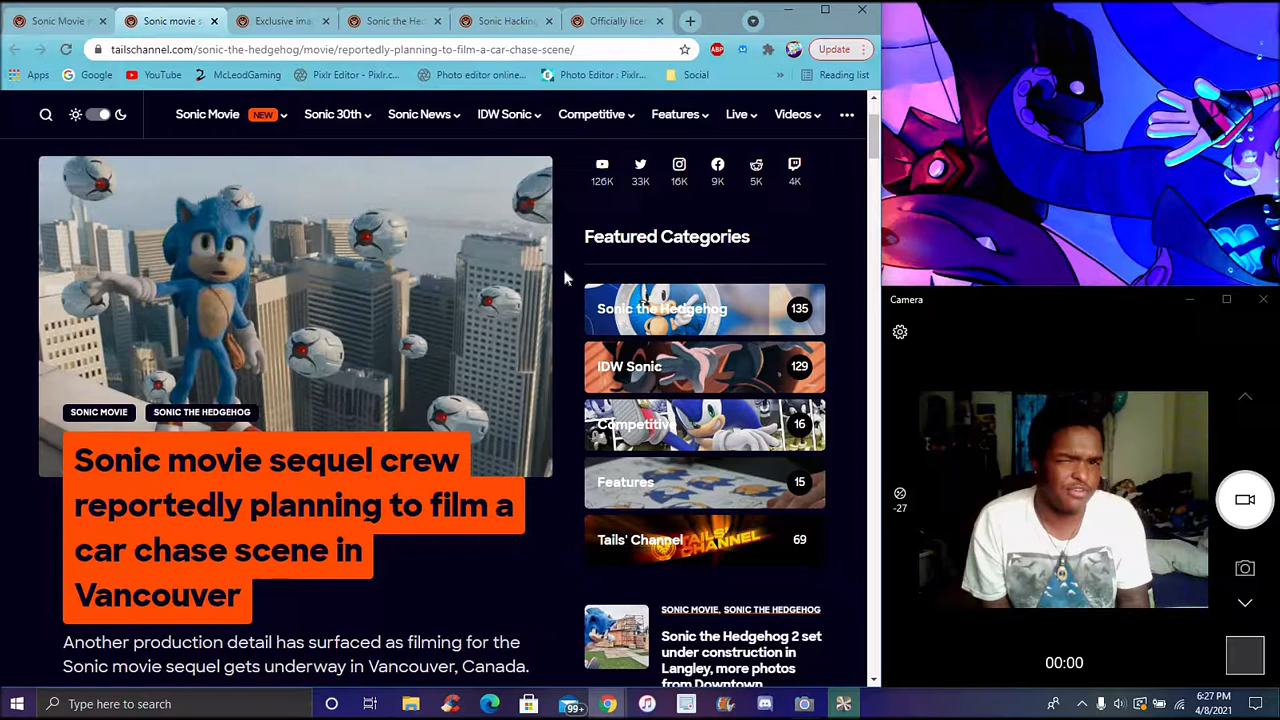 Sonic Movie
Sonic movie s
Exclusive ima
Sonic the Hed
Sonic Hacking
Officially lice
tailschannel.com/sonic-the-hedgehog/movie/reportedly-planning-to-film-a-car-chase-scene/
ABP
Update
Apps
Google
YouTube
McLeodGaming
Pixlr Editor - Pixlr.c...
Photo editor online...
Photo Editor : Pixlr...
Social
»
Reading list
Sonic Movie NEW
Sonic 30th
Sonic News
IDW Sonic
Competitive
Features
Live
Videos
126K
33K
16K
9K
5K
4K
Featured Categories
Sonic the Hedgehog 135
IDW Sonic 129
Competitive 16
Features 15
Tails' Channel 69
TAILS' CHANNEL
SONIC MOVIE
SONIC THE HEDGEHOG
Sonic movie sequel crew
reportedly planning to film a
car chase scene in
Vancouver
Another production detail has surfaced as filming for the
Sonic movie sequel gets underway in Vancouver, Canada.
SONIC MOVIE, SONIC THE HEDGEHOG
Sonic the Hedgehog 2 set
under construction in
Langley, more photos
from Downtown
Camera
-27
00:00
Type here to search
99+
6:27 PM
4/8/2021